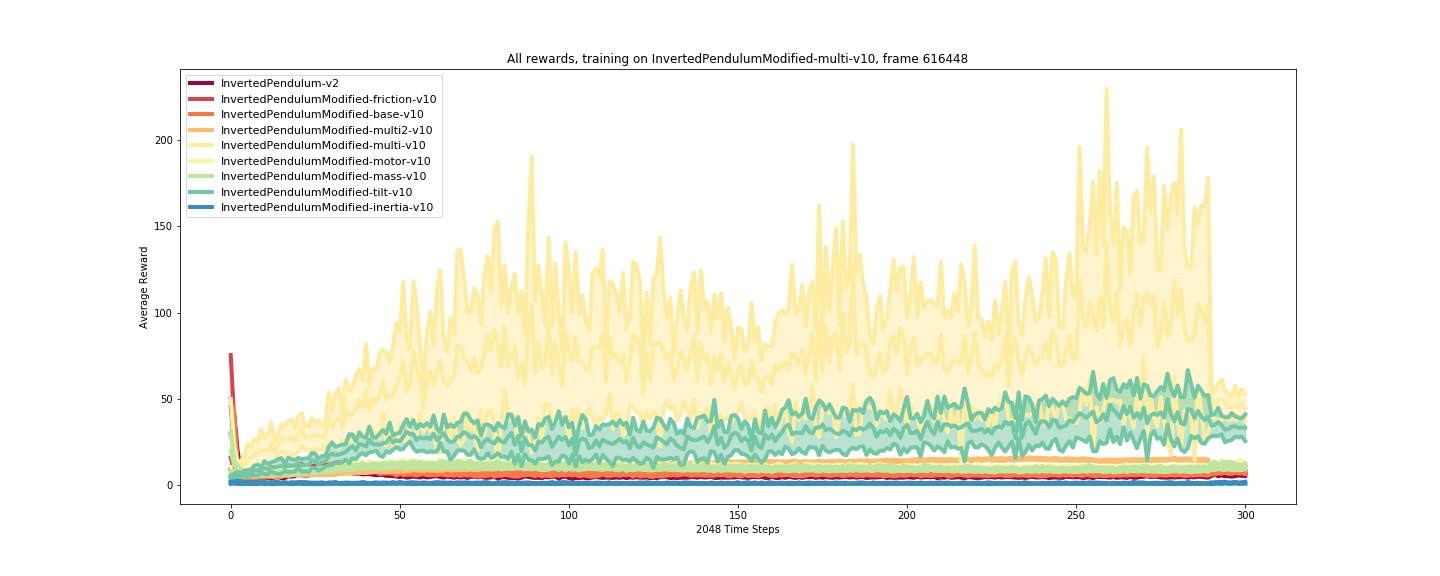 All rewards, training on InvertedPendulumModified-multi-v10, frame 616448
InvertedPendulum-v2
InvertedPendulumModified-friction-v10
InvertedPendulumModified-base-v10
InvertedPendulumModified-multi2-v10
InvertedPendulumModified-multi-v10
InvertedPendulumModified-motor-v10
InvertedPendulumModified-mass-v10
InvertedPendulumModified-tilt-v10
InvertedPendulumModified-inertia-v10
Average Reward
200
150
100
50
0
0 50 100 150 200 250 300
2048 Time Steps